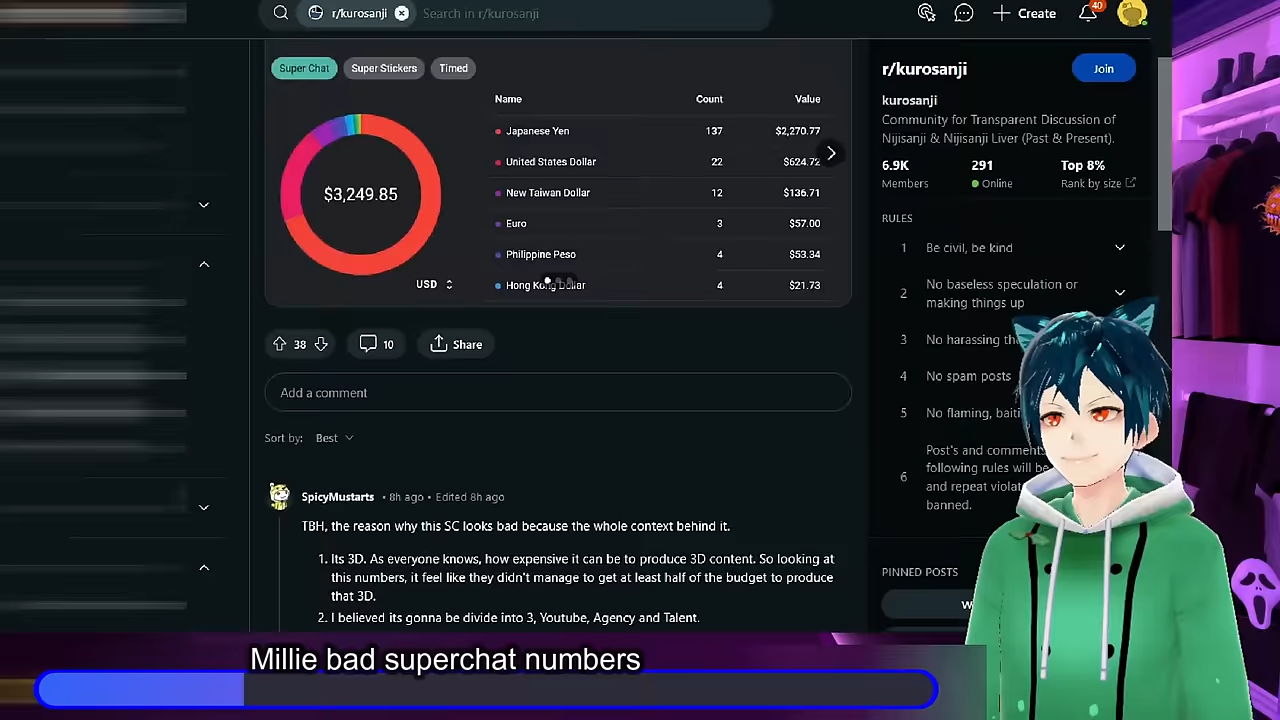 r/kurosanji
Search in r/kurosanji
Create
40
Super Chat
Super Stickers
Timed
Name Count Value
Japanese Yen 137 $2,270.77
United States Dollar 22 $624.72
New Taiwan Dollar 12 $136.71
Euro 3 $57.00
Philippine Peso 4 $53.34
Hong Kong Dollar 4 $21.73
$3,249.85
USD
38
10
Share
Add a comment
Sort by: Best
SpicyMustarts • 8h ago • Edited 8h ago
TBH, the reason why this SC looks bad because the whole context behind it.
1. Its 3D. As everyone knows, how expensive it can be to produce 3D content. So looking at
this numbers, it feel like they didn't manage to get at least half of the budget to produce
that 3D.
2. I believed its gonna be divide into 3, Youtube, Agency and Talent.
r/kurosanji
Join
kurosanji
Community for Transparent Discussion of
Nijisanji & Nijisanji Liver (Past & Present).
6.9K 291 Top 8%
Members Online Rank by size
RULES
1 Be civil, be kind
2 No baseless speculation or
making things up
3 No harassing
4 No spam posts
5 No flaming,
6 Post's and comments
following rules will be
and repeat
banned.
PINNED POSTS
Millie bad superchat numbers